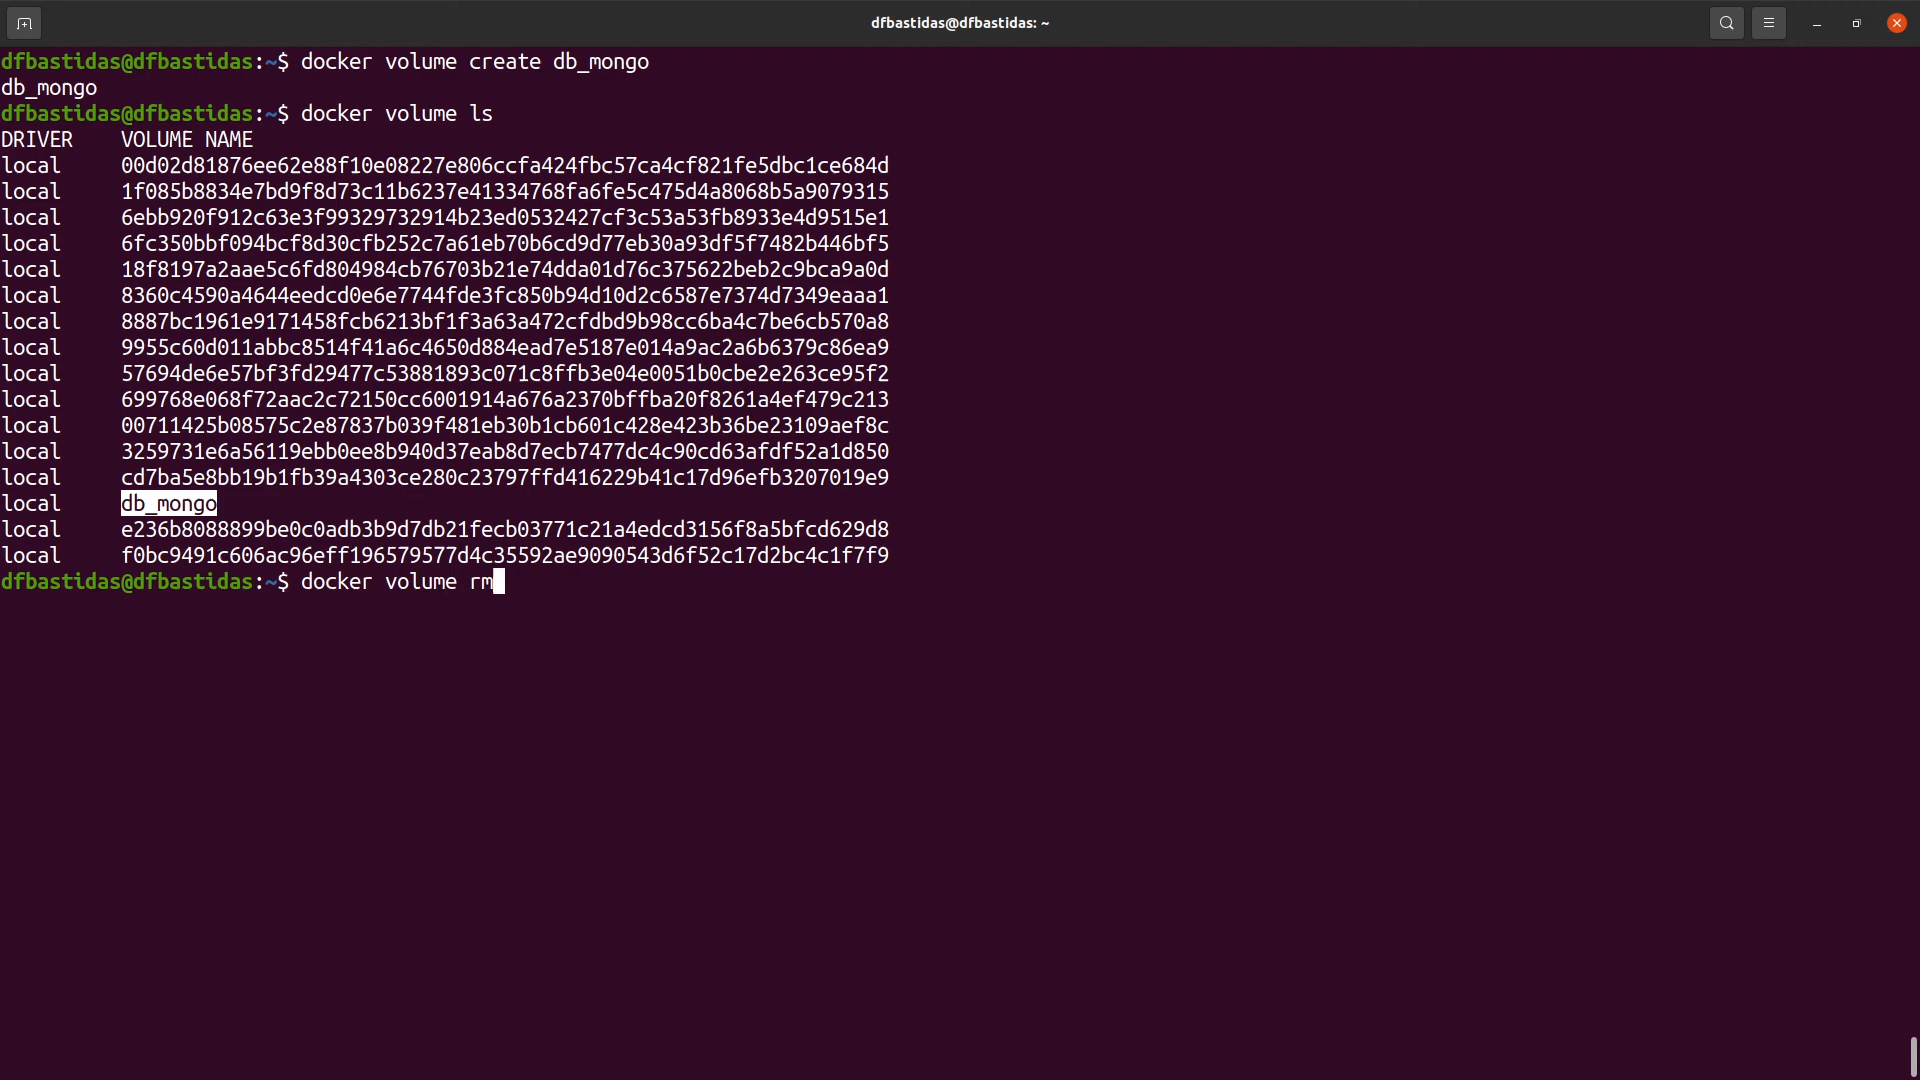 dfbastidas@dfbastidas: ~
dfbastidas@dfbastidas:~$ docker volume create db_mongo
db_mongo
dfbastidas@dfbastidas:~$ docker volume ls
DRIVER    VOLUME NAME
local     00d02d81876ee62e88f10e08227e806ccfa424fbc57ca4cf821fe5dbc1ce684d
local     1f085b8834e7bd9f8d73c11b6237e41334768fa6fe5c475d4a8068b5a9079315
local     6ebb920f912c63e3f99329732914b23ed0532427cf3c53a53fb8933e4d9515e1
local     6fc350bbf094bcf8d30cfb252c7a61eb70b6cd9d77eb30a93df5f7482b446bf5
local     18f8197a2aae5c6fd804984cb76703b21e74dda01d76c375622beb2c9bca9a0d
local     8360c4590a4644eedcd0e6e7744fde3fc850b94d10d2c6587e7374d7349eaaa1
local     8887bc1961e9171458fcb6213bf1f3a63a472cfdbd9b98cc6ba4c7be6cb570a8
local     9955c60d011abbc8514f41a6c4650d884ead7e5187e014a9ac2a6b6379c86ea9
local     57694de6e57bf3fd29477c53881893c071c8ffb3e04e0051b0cbe2e263ce95f2
local     699768e068f72aac2c72150cc6001914a676a2370bffba20f8261a4ef479c213
local     00711425b08575c2e87837b039f481eb30b1cb601c428e423b36be23109aef8c
local     3259731e6a56119ebb0ee8b940d37eab8d7ecb7477dc4c90cd63afdf52a1d850
local     cd7ba5e8bb19b1fb39a4303ce280c23797ffd416229b41c17d96efb3207019e9
local     db_mongo
local     e236b8088899be0c0adb3b9d7db21fecb03771c21a4edcd3156f8a5bfcd629d8
local     f0bc9491c606ac96eff196579577d4c35592ae9090543d6f52c17d2bc4c1f7f9
dfbastidas@dfbastidas:~$ docker volume rm